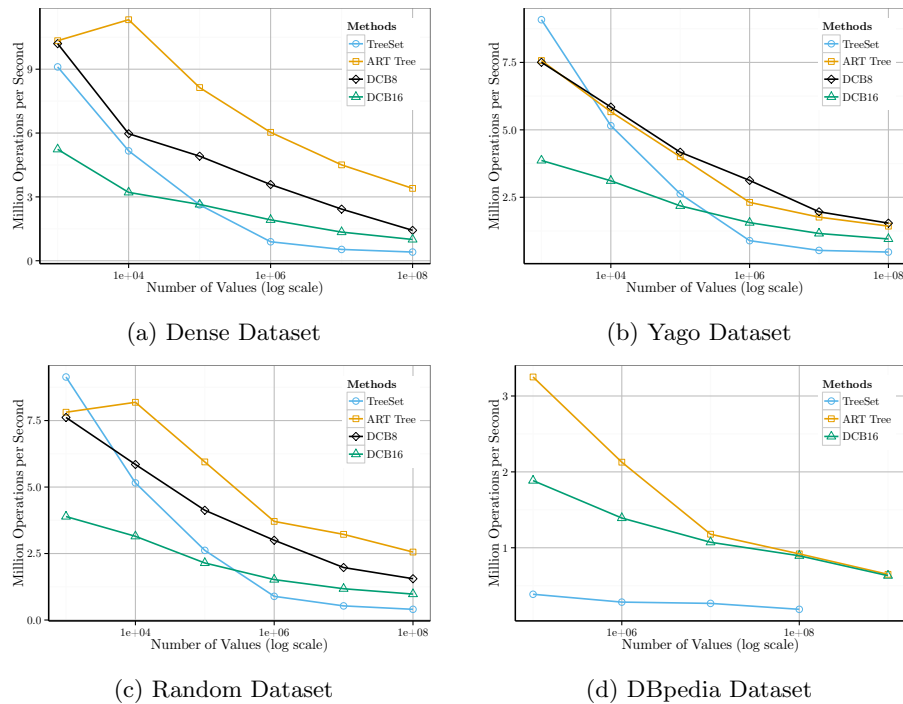 Million Operations per Second
9
6
3
0
Methods
TreeSet
ART Tree
DCB8
DCB16
1e+04
1e+06
1e+08
Number of Values (log scale)
(a) Dense Dataset
Million Operations per Second
7.5
5.0
2.5
Methods
TreeSet
ART Tree
DCB8
DCB16
1e+04
1e+06
1e+08
Number of Values (log scale)
(b) Yago Dataset
Million Operations per Second
7.5
5.0
2.5
0.0
Methods
TreeSet
ART Tree
DCB8
DCB16
1e+04
1e+06
1e+08
Number of Values (log scale)
(c) Random Dataset
Million Operations per Second
3
2
1
Methods
TreeSet
ART Tree
DCB16
1e+06
1e+08
Number of Values (log scale)
(d) DBpedia Dataset